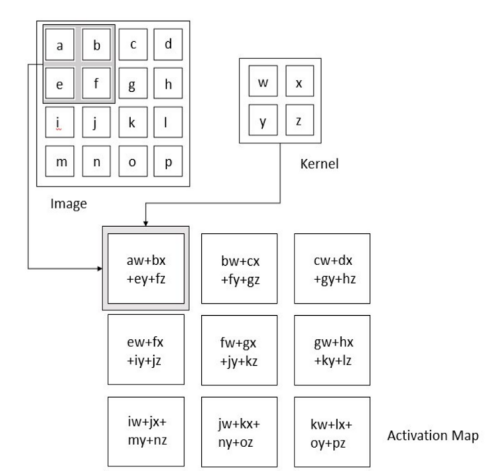 a b c d
e f g h
i j k l
m n o p
Image
w x
y z
Kernel
aw+bx
+ey+fz
bw+cx
+fy+gz
cw+dx
+gy+hz
ew+fx
+iy+jz
fw+gx
+jy+kz
gw+hx
+ky+lz
iw+jx+
my+nz
jw+kx+
ny+oz
kw+lx+
oy+pz
Activation Map